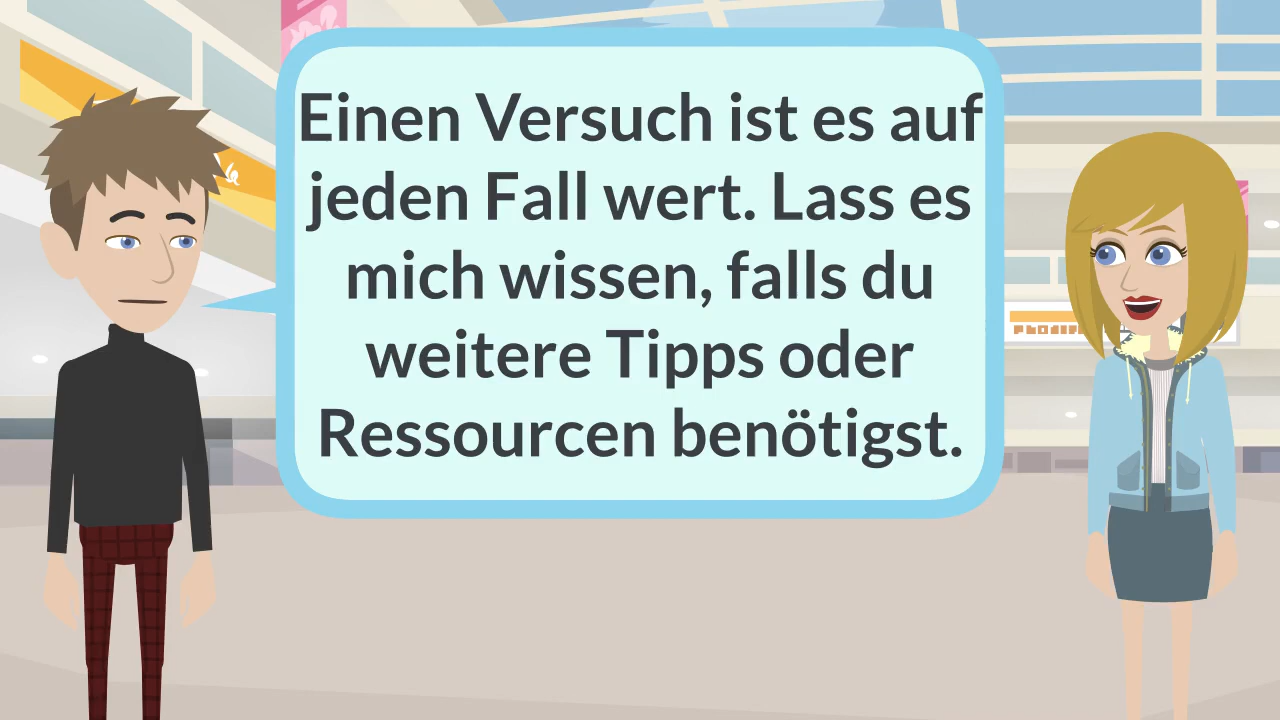 Einen Versuch ist es auf
jeden Fall wert. Lass es
mich wissen, falls du
weitere Tipps oder
Ressourcen benötigst.